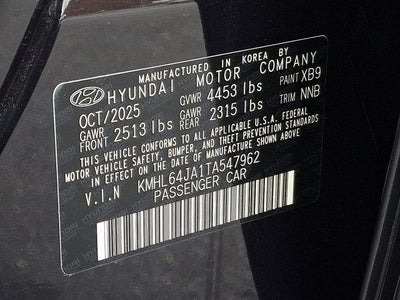 MANUFACTURED IN KOREA BY
HYUNDAI MOTOR COMPANY
OCT/2025 GVWR 4453 lbs PAINT XB9
GAWR FRONT 2513 lbs GAWR REAR 2315 lbs TRIM NNB
THIS VEHICLE CONFORMS TO ALL APPLICABLE U.S.A. FEDERAL
MOTOR VEHICLE SAFETY, BUMPER, AND THEFT PREVENTION STANDARDS
IN EFFECT ON THE DATE OF MANUFACTURE SHOWN ABOVE.
V.I.N KMHL64JA1TA547962
PASSENGER CAR